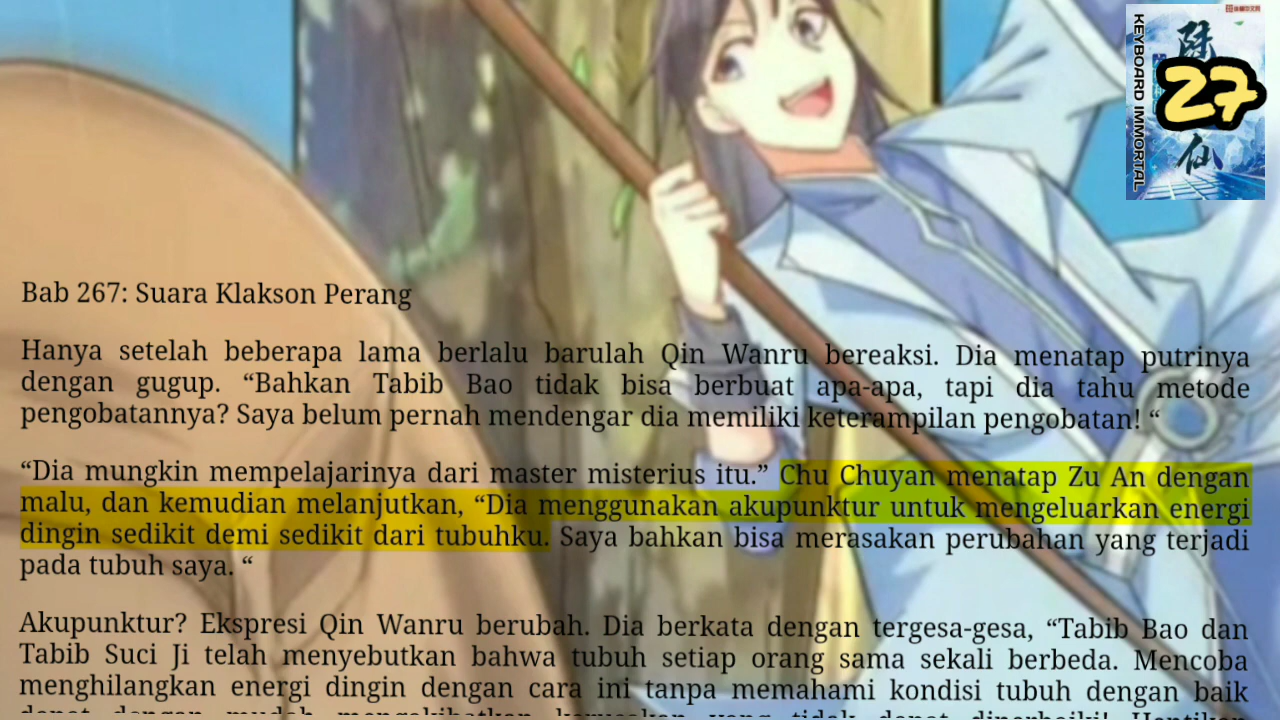 KEYBOARD IMMORTAL
陆
仙
27
Bab 267: Suara Klakson Perang
Hanya setelah beberapa lama berlalu barulah Qin Wanru bereaksi. Dia menatap putrinya
dengan gugup. “Bahkan Tabib Bao tidak bisa berbuat apa-apa, tapi dia tahu metode
pengobatannya? Saya belum pernah mendengar dia memiliki keterampilan pengobatan! “
“Dia mungkin mempelajarinya dari master misterius itu.” Chu Chuyan menatap Zu An dengan
malu, dan kemudian melanjutkan, “Dia menggunakan akupunktur untuk mengeluarkan energi
dingin sedikit demi sedikit dari tubuhku. Saya bahkan bisa merasakan perubahan yang terjadi
pada tubuh saya. “
Akupunktur? Ekspresi Qin Wanru berubah. Dia berkata dengan tergesa-gesa, “Tabib Bao dan
Tabib Suci Ji telah menyebutkan bahwa tubuh setiap orang sama sekali berbeda. Mencoba
menghilangkan energi dingin dengan cara ini tanpa memahami kondisi tubuh dengan baik